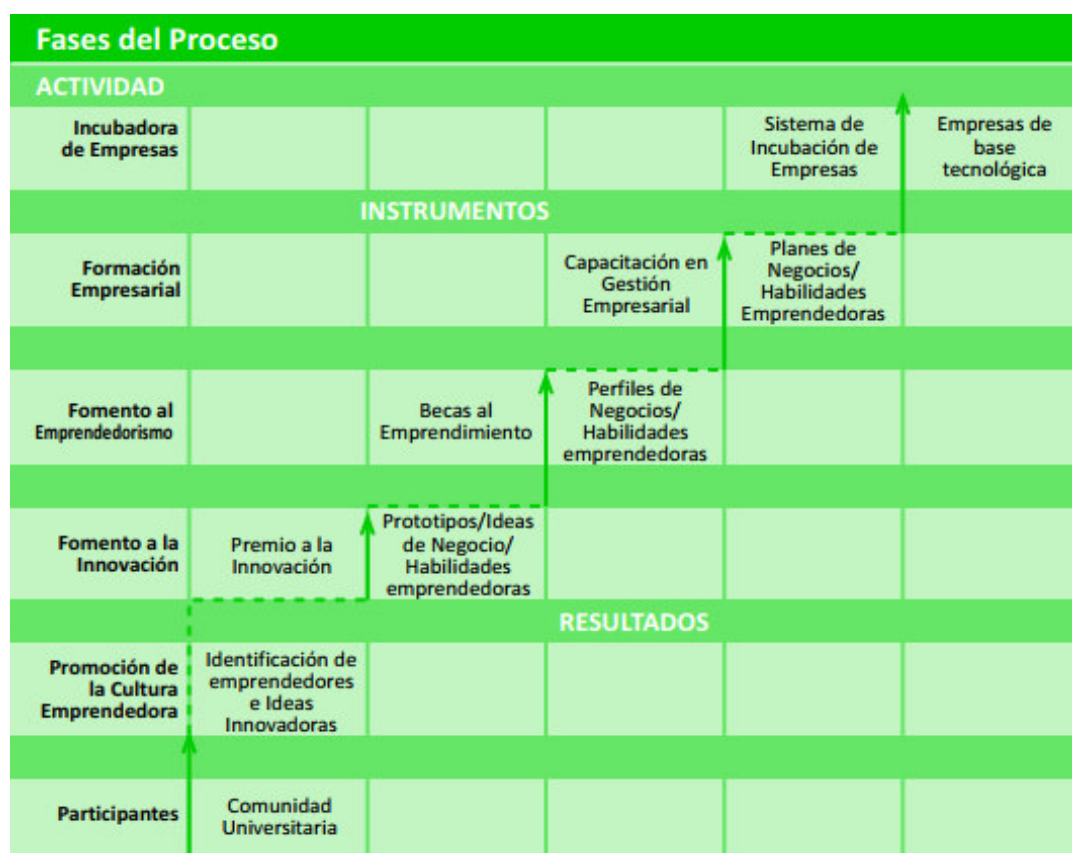 Fases del Proceso
ACTIVIDAD
Incubadora
de Empresas
Sistema de
Incubación de
Empresas
Empresas de
base
tecnológica
INSTRUMENTOS
Formación
Empresarial
Capacitación en
Gestión
Empresarial
Planes de
Negocios/
Habilidades
Emprendedoras
Fomento al
Emprendedorismo
Becas al
Emprendimiento
Perfiles de
Negocios/
Habilidades
emprendedoras
Fomento a la
Innovación
Premio a la
Innovación
Prototipos/Ideas
de Negocio/
Habilidades
emprendedoras
RESULTADOS
Promoción de
la Cultura
Emprendedora
Identificación de
emprendedores
e Ideas
Innovadoras
Participantes
Comunidad
Universitaria